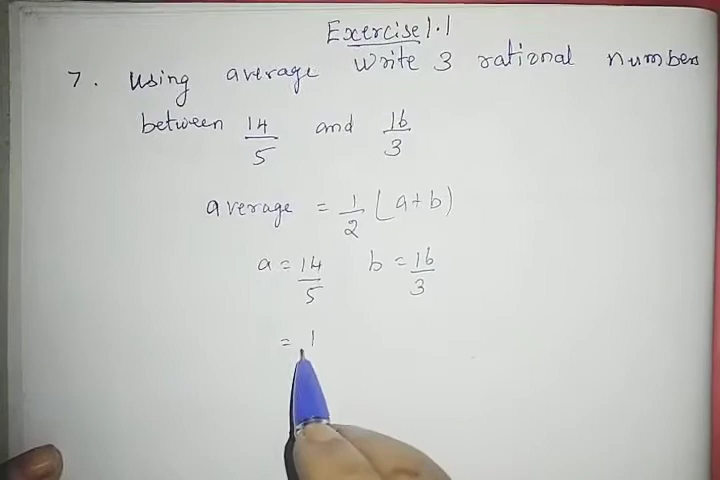 Exercise 1.1
7. Using average write 3 rational numbers
between 14/5 and 16/3
average = 1/2 (a+b)
a = 14/5 b = 16/3
= 1